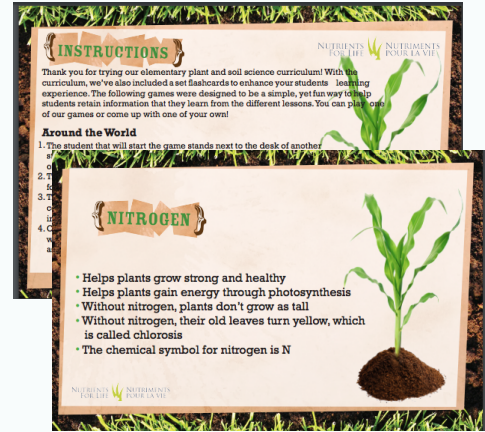 INSTRUCTIONS
NUTRIENTS FOR LIFE NUTRIMENTS POUR LA VIE
Thank you for trying our elementary plant and soil science curriculum! With the
curriculum, we've also included a set flashcards to enhance your students learning
experience. The following games were designed to be a simple, yet fun way to help
students retain information that they learn from the different lessons. You can play one
of our games or come up with one of your own!
Around the World
1. The student that will start the game stands next to the desk of another
2.
3.
4.
NITROGEN
• Helps plants grow strong and healthy
• Helps plants gain energy through photosynthesis
• Without nitrogen, plants don't grow as tall
• Without nitrogen, their old leaves turn yellow, which
is called chlorosis
• The chemical symbol for nitrogen is N
NUTRIENTS FOR LIFE NUTRIMENTS POUR LA VIE